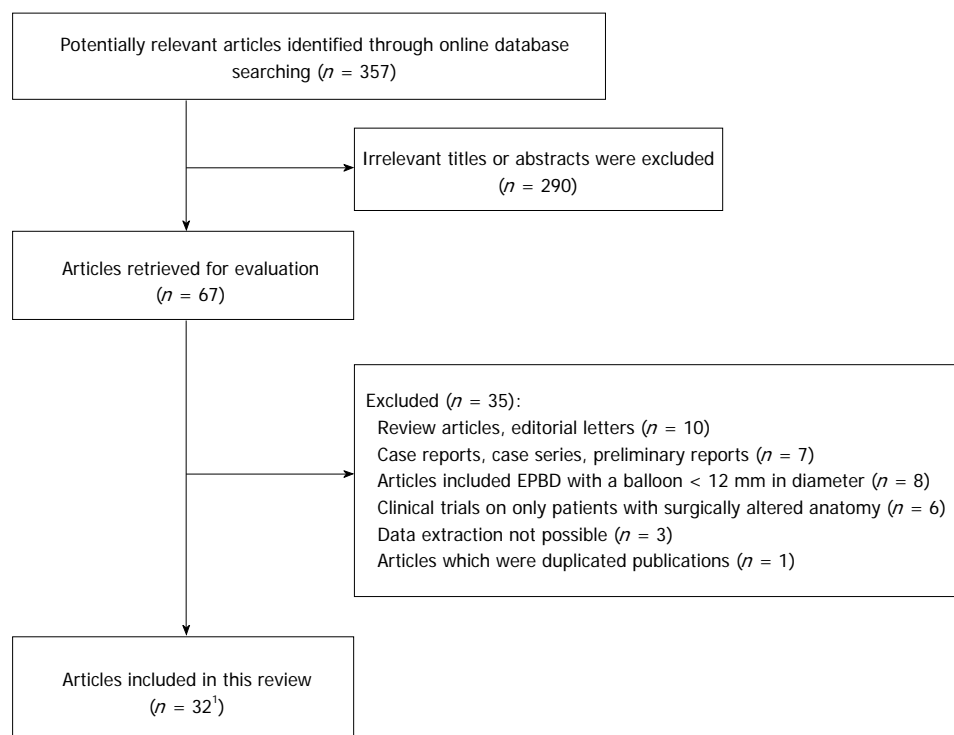 Potentially relevant articles identified through online database
searching (n = 357)
Irrelevant titles or abstracts were excluded
(n = 290)
Articles retrieved for evaluation
(n = 67)
Excluded (n = 35):
Review articles, editorial letters (n = 10)
Case reports, case series, preliminary reports (n = 7)
Articles included EPBD with a balloon < 12 mm in diameter (n = 8)
Clinical trials on only patients with surgically altered anatomy (n = 6)
Data extraction not possible (n = 3)
Articles which were duplicated publications (n = 1)
Articles included in this review
(n = 32¹)